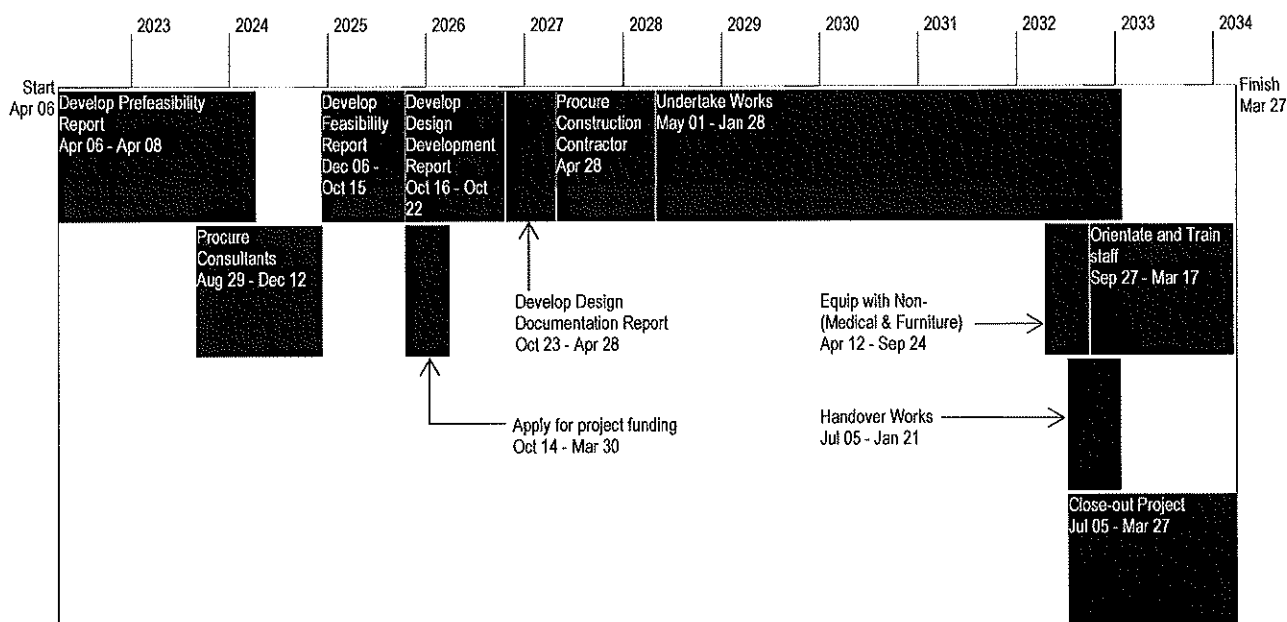 2023
2024
2025
2026
2027
2028
2029
2030
2031
2032
2033
2034
Start
Apr 06
Finish
Mar 27
Develop Prefeasibility
Report
Apr 06 - Apr 08
Develop
Feasibility
Report
Dec 06 -
Oct 15
Develop
Design
Development
Report
Oct 16 - Oct
22
Procure
Construction
Contractor
Apr 28
Undertake Works
May 01 - Jan 28
Procure
Consultants
Aug 29 - Dec 12
Develop Design
Documentation Report
Oct 23 - Apr 28
Equip with Non-
(Medical & Furniture)
Apr 12 - Sep 24
Orientate and Train
staff
Sep 27 - Mar 17
Apply for project funding
Oct 14 - Mar 30
Handover Works
Jul 05 - Jan 21
Close-out Project
Jul 05 - Mar 27